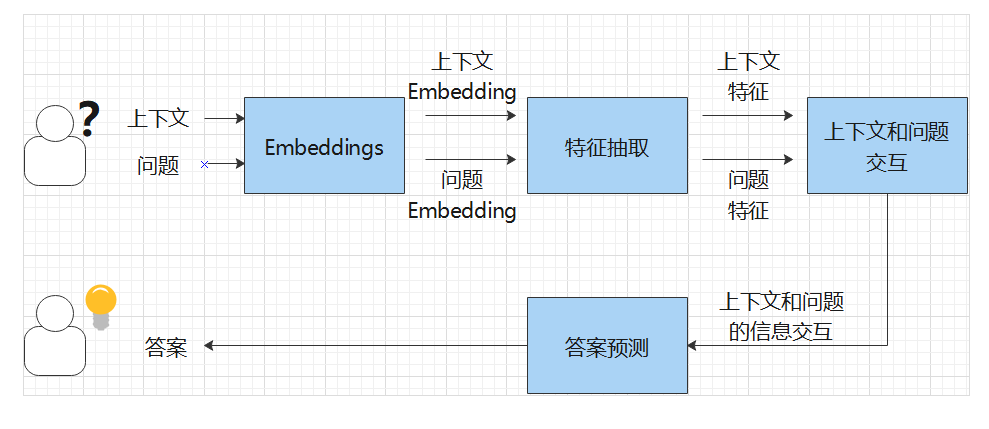 ?
上下文
问题
Embeddings
上下文
Embedding
问题
Embedding
特征抽取
上下文
特征
问题
特征
上下文和问题
交互
上下文和问题
的信息交互
答案预测
答案